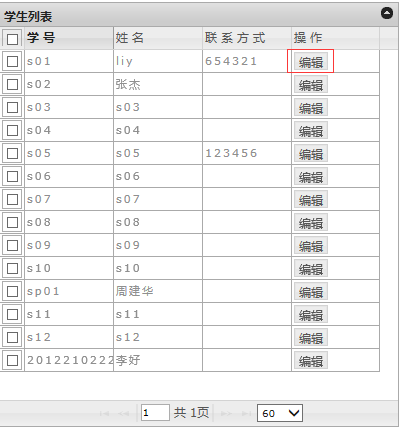 学生列表
学号 姓名 联系方式 操作
s01 liy 654321 编辑
s02 张杰 编辑
s03 s03 编辑
s04 s04 编辑
s05 s05 123456 编辑
s06 s06 编辑
s07 s07 编辑
s08 s08 编辑
s09 s09 编辑
s10 s10 编辑
sp01 周建华 编辑
s11 s11 编辑
s12 s12 编辑
2012210222 李好 编辑
1 共 1页 60